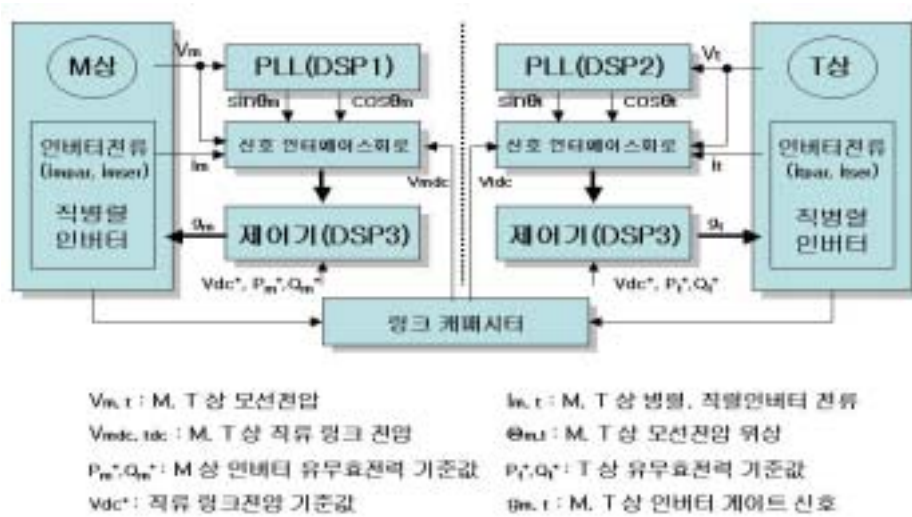 M상
Vm
PLL(DSP1)
sinθm
cosθm
신호 인터페이스회로
인버터전류
(Impar, Imser)
Im
Vmdc
직병렬
인버터
gm
제어기(DSP3)
Vdc*, Pm*,Qm*
T상
Vt
PLL(DSP2)
sinθt
cosθt
신호 인터페이스회로
인버터전류
(Itpar, Itser)
It
Vtdc
직병렬
인버터
gt
제어기(DSP3)
Vdc*, Pt*,Qt*
링크 캐패시터
Vm, t : M, T 상 모선전압
Vmdc, tdc : M, T 상 직류 링크 전압
Pm*,Qm* : M 상 인버터 유무효전력 기준값
Vdc* : 직류 링크전압 기준값
Im, t : M, T 상 병렬, 직렬인버터 전류
Θm,t : M, T 상 모선전압 위상
Pt*,Qt* : T 상 유무효전력 기준값
gm, t : M, T 상 인버터 게이트 신호